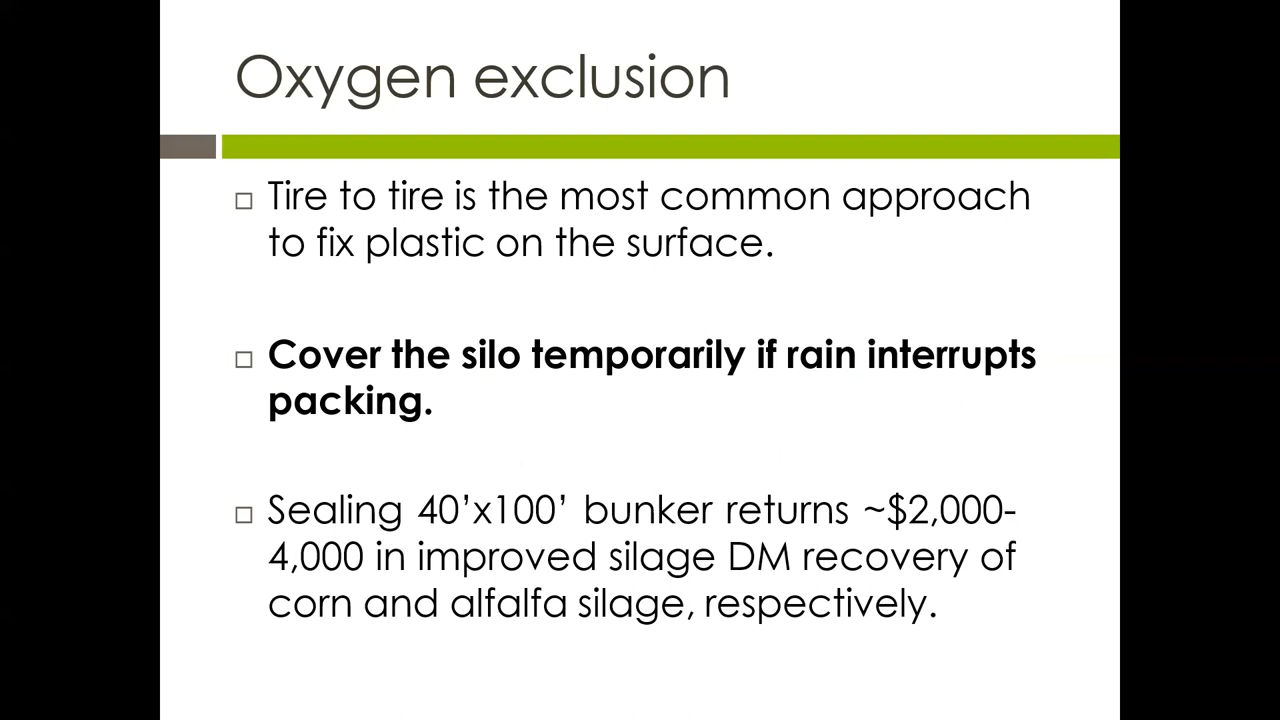 Oxygen exclusion
Tire to tire is the most common approach
to fix plastic on the surface.
Cover the silo temporarily if rain interrupts
packing.
Sealing 40’x100’ bunker returns ~$2,000-
4,000 in improved silage DM recovery of
corn and alfalfa silage, respectively.